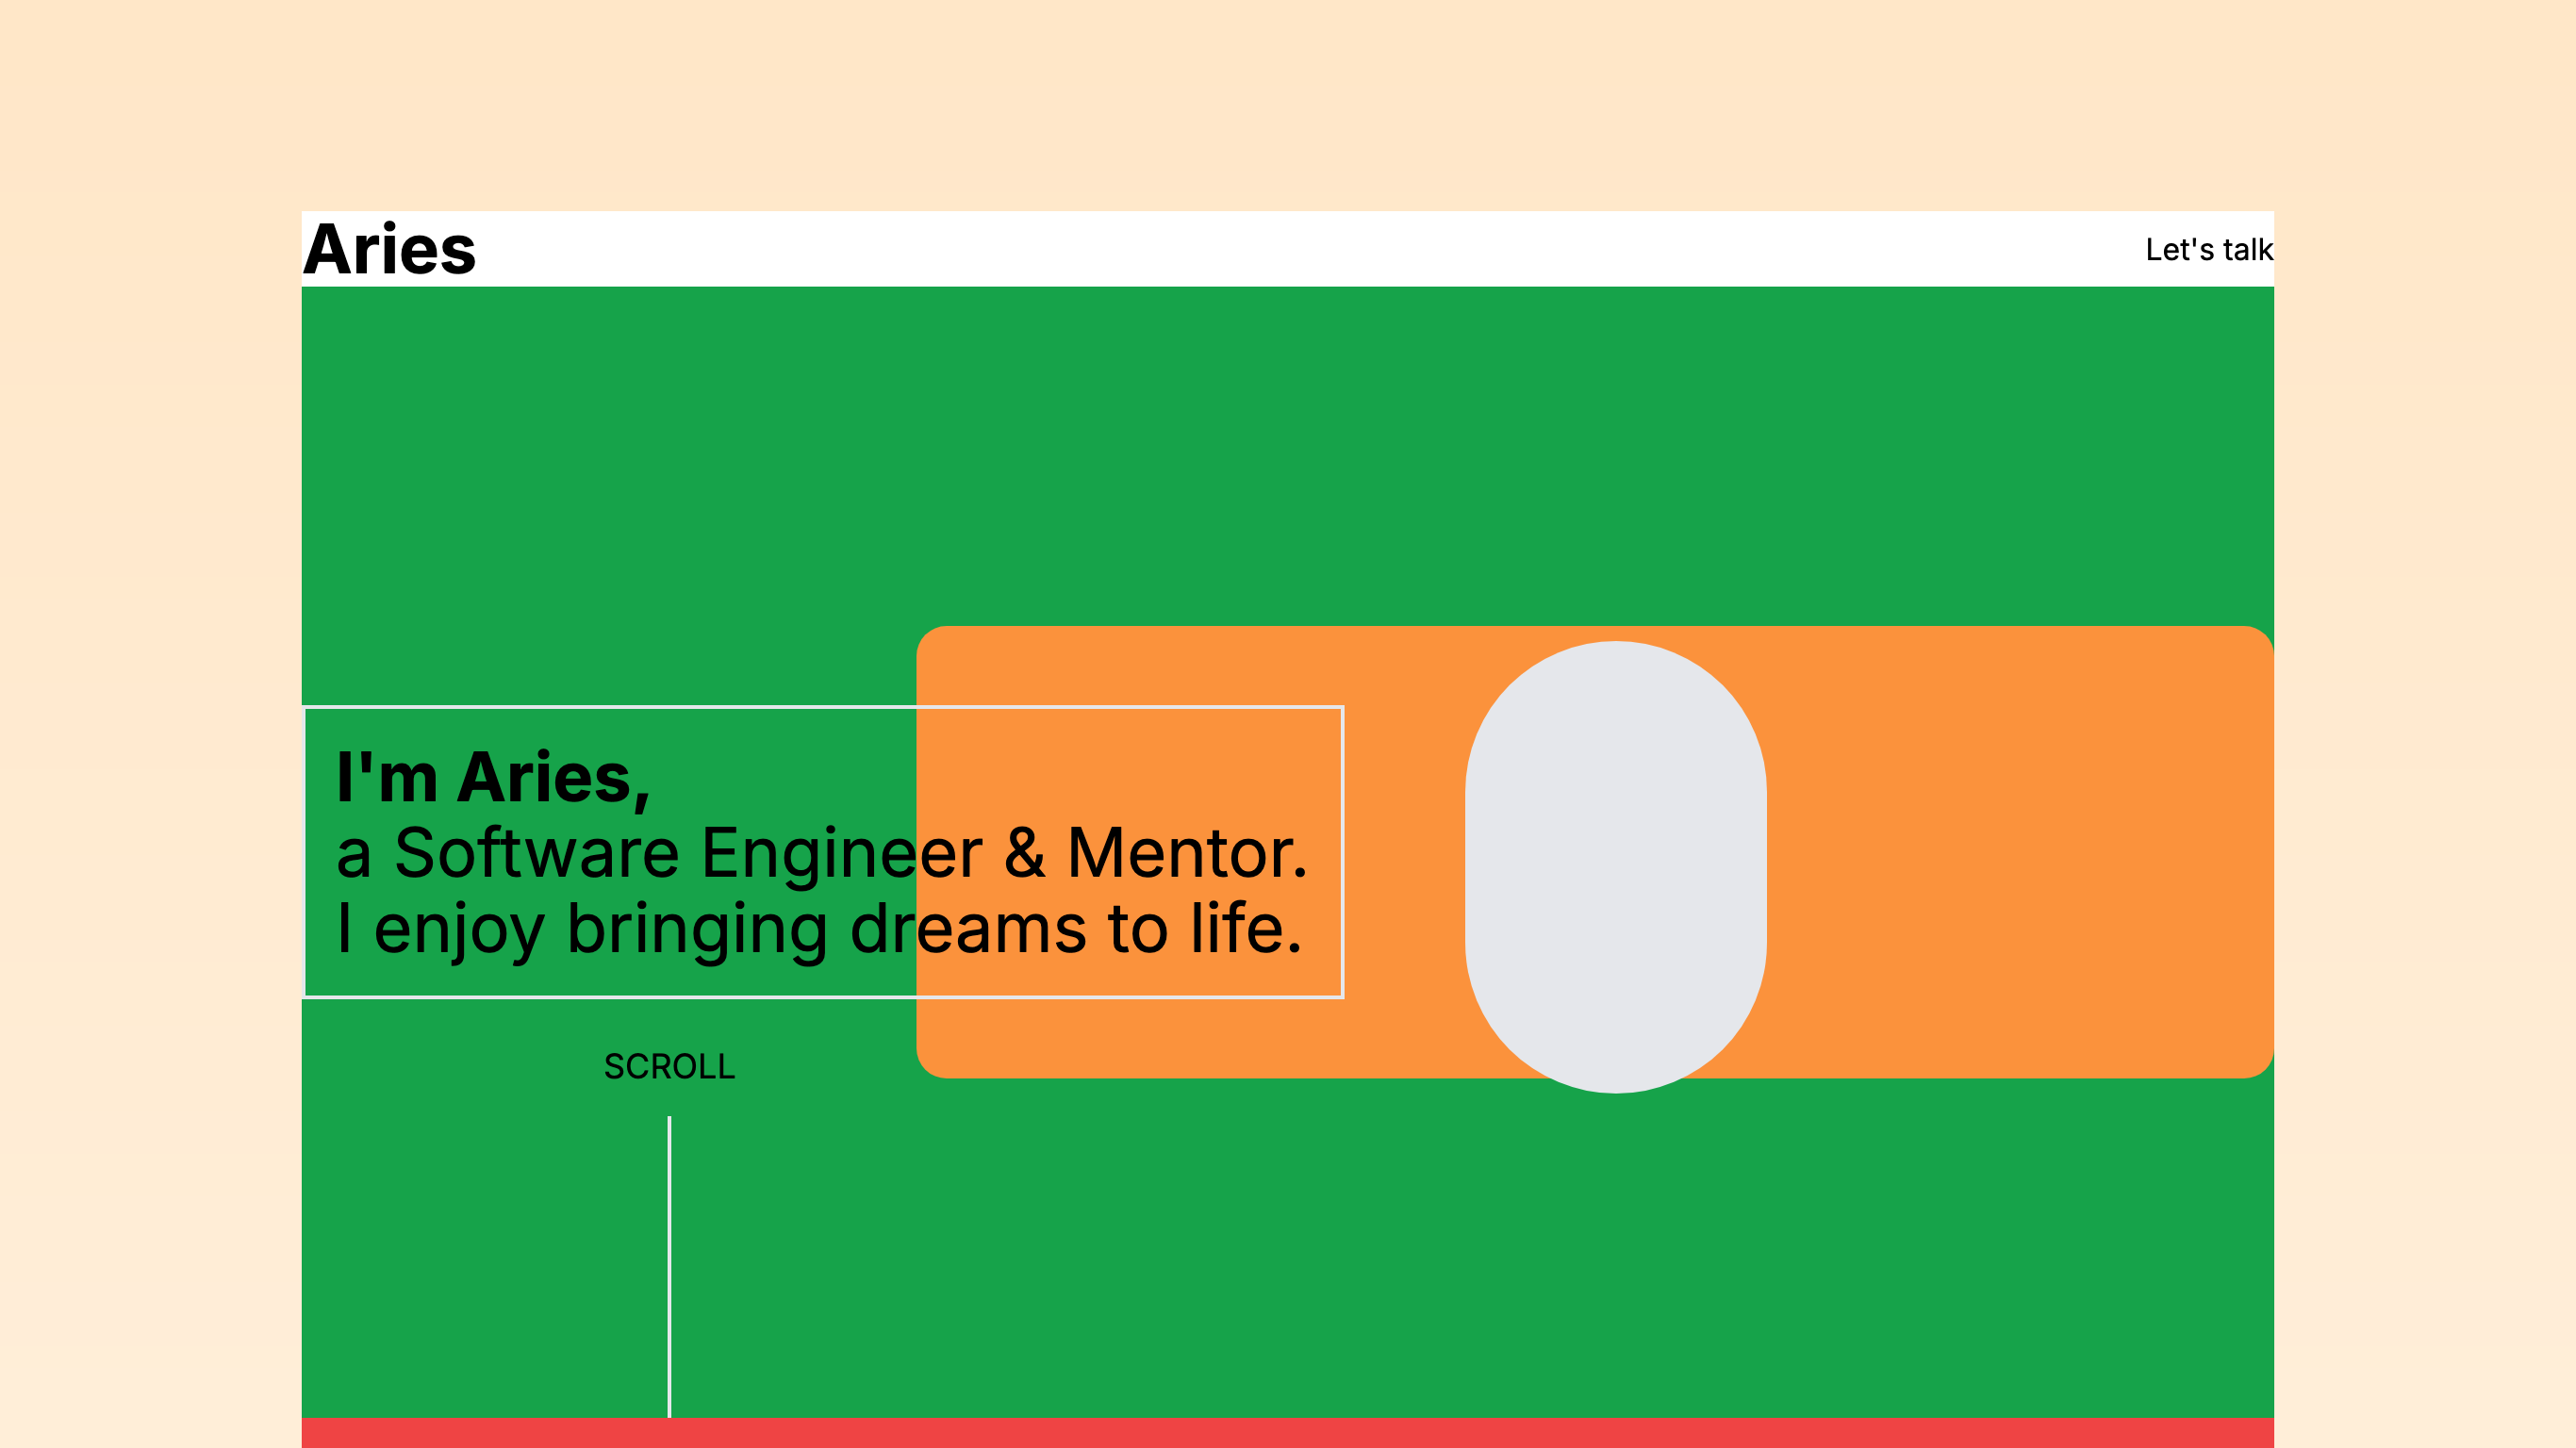 Aries
Let's talk
I'm Aries,
a Software Engineer & Mentor.
I enjoy bringing dreams to life.
SCROLL